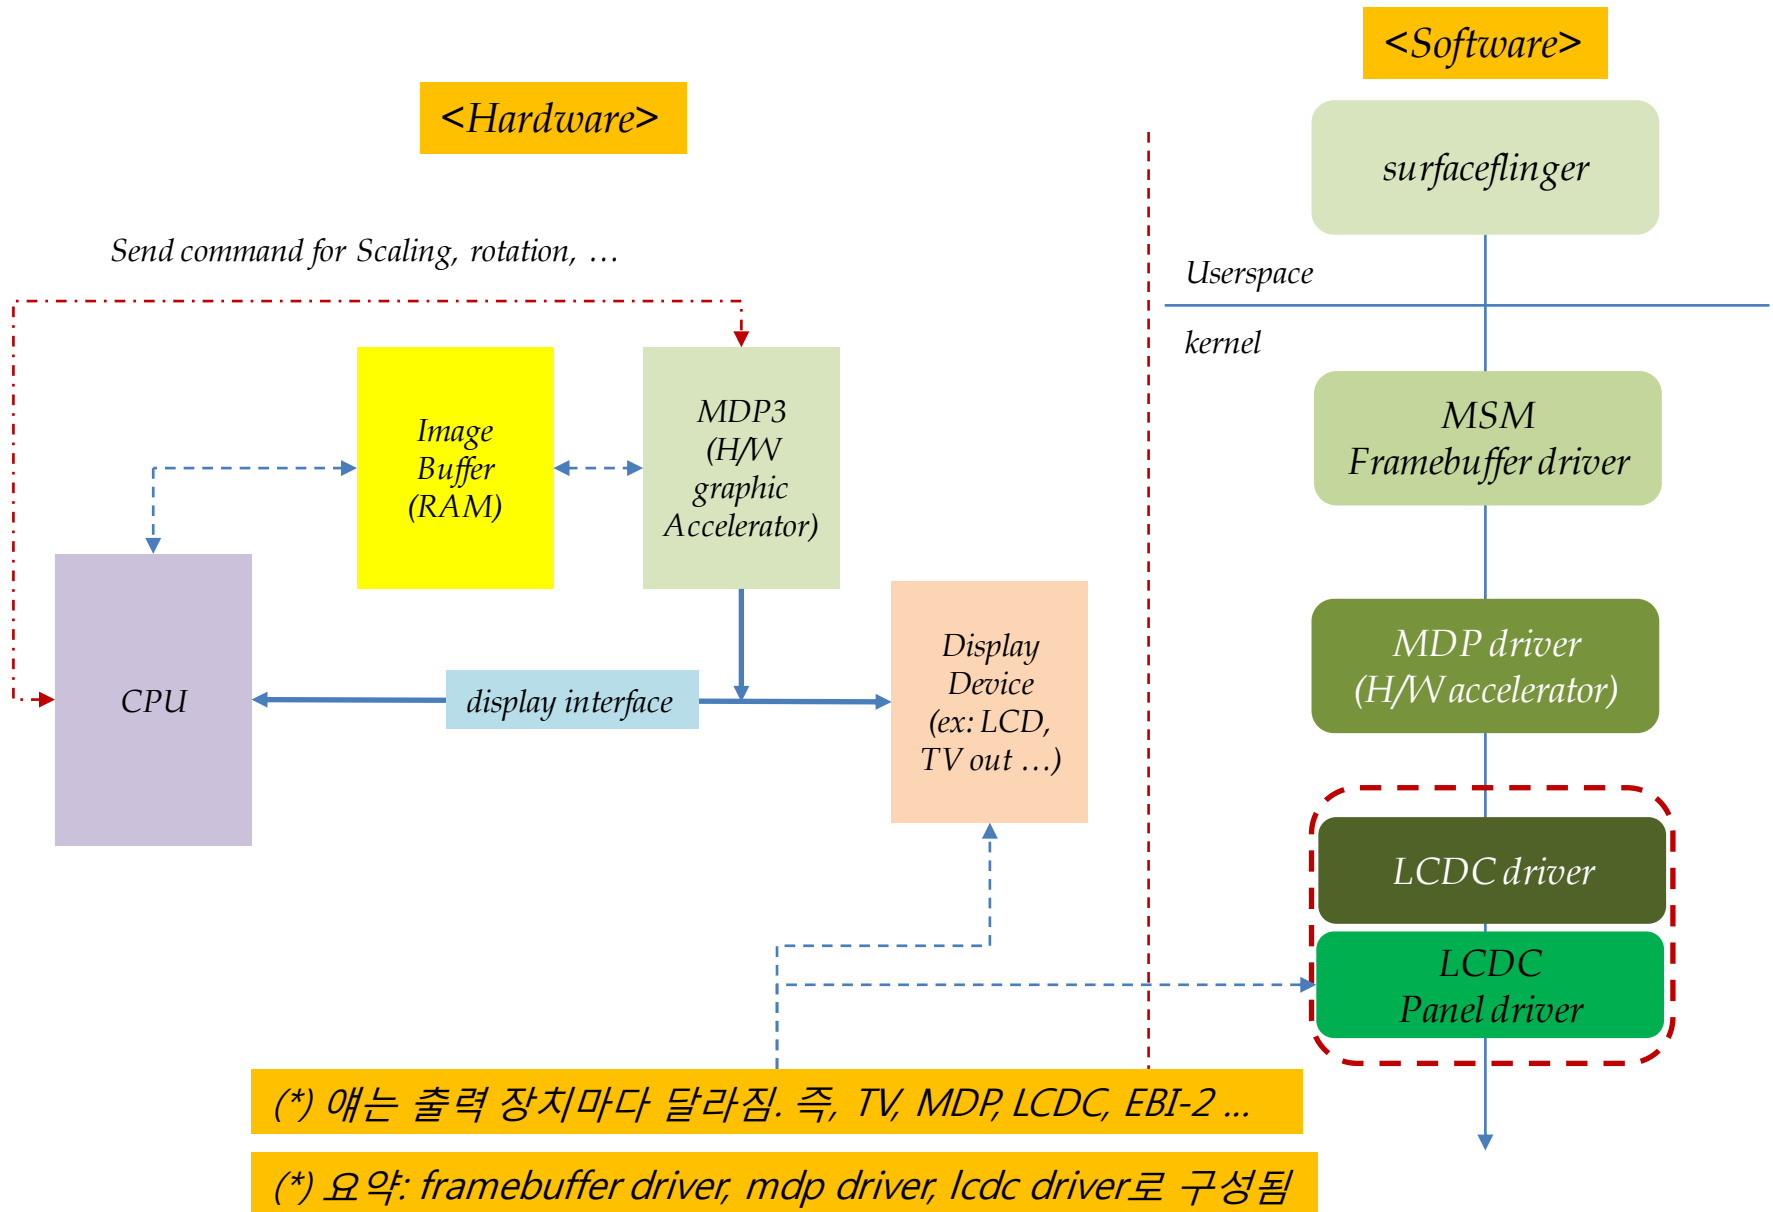 <Hardware>
Send command for Scaling, rotation, …
Image
Buffer
(RAM)
MDP3
(H/W
graphic
Accelerator)
CPU
display interface
Display
Device
(ex: LCD,
TV out …)
<Software>
surfaceflinger
Userspace
kernel
MSM
Framebuffer driver
MDP driver
(H/W accelerator)
LCDC driver
LCDC
Panel driver
(*) 얘는 출력 장치마다 달라짐. 즉, TV, MDP, LCDC, EBI-2 ...
(*) 요약: framebuffer driver, mdp driver, lcdc driver로 구성됨